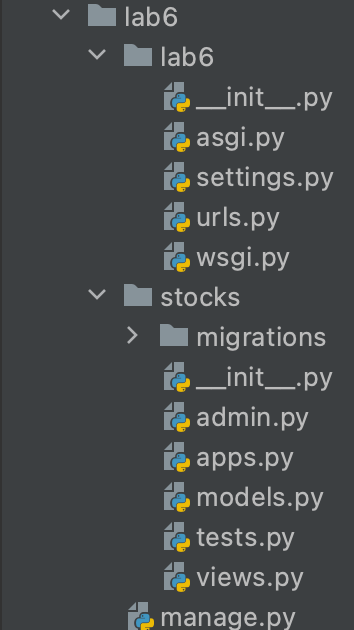 lab6
lab6
__init__.py
asgi.py
settings.py
urls.py
wsgi.py
stocks
migrations
__init__.py
admin.py
apps.py
models.py
tests.py
views.py
manage.py